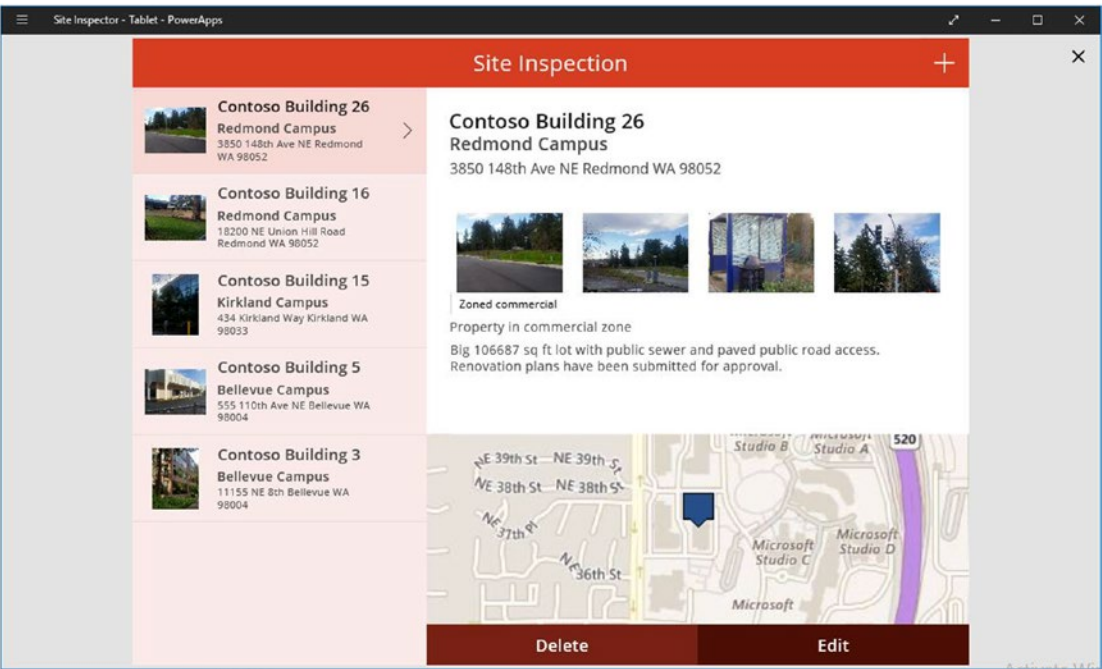 Site Inspector - Tablet - PowerApps
Site Inspection
Contoso Building 26
Redmond Campus
3850 148th Ave NE Redmond
WA 98052
Contoso Building 16
Redmond Campus
18200 NE Union Hill Road
Redmond WA 98052
Contoso Building 15
Kirkland Campus
434 Kirkland Way Kirkland WA
98033
Contoso Building 5
Bellevue Campus
555 110th Ave NE Bellevue WA
98004
Contoso Building 3
Bellevue Campus
11155 NE 8th Bellevue WA
98004
Contoso Building 26
Redmond Campus
3850 148th Ave NE Redmond WA 98052
Zoned commercial
Property in commercial zone
Big 106687 sq ft lot with public sewer and paved public road access.
Renovation plans have been submitted for approval.
Microsoft
Studio B
Microsoft
Studio A
520
NE 39th St
NE 39th St
NE 38th St
NE 38th St
NE 37th Pl
NE 36th St
Microsoft
Studio C
Microsoft
Studio D
Microsoft
Delete
Edit